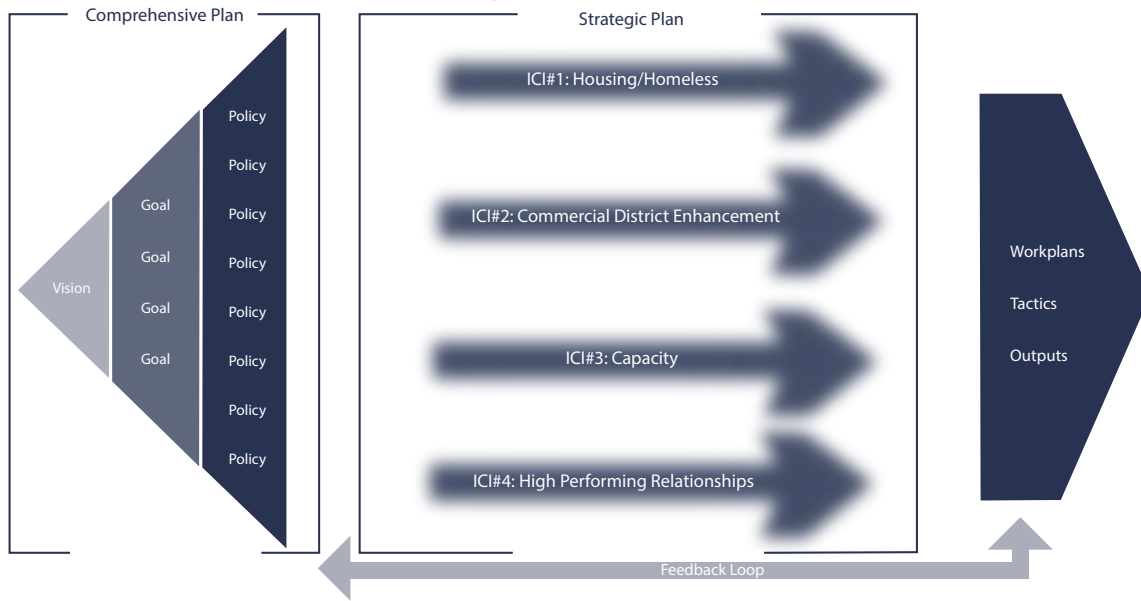 Comprehensive Plan
Vision
Goal
Goal
Goal
Goal
Policy
Policy
Policy
Policy
Policy
Policy
Policy
Policy
Strategic Plan
ICI#1: Housing/Homeless
ICI#2: Commercial District Enhancement
ICI#3: Capacity
ICI#4: High Performing Relationships
Workplans
Tactics
Outputs
Feedback Loop